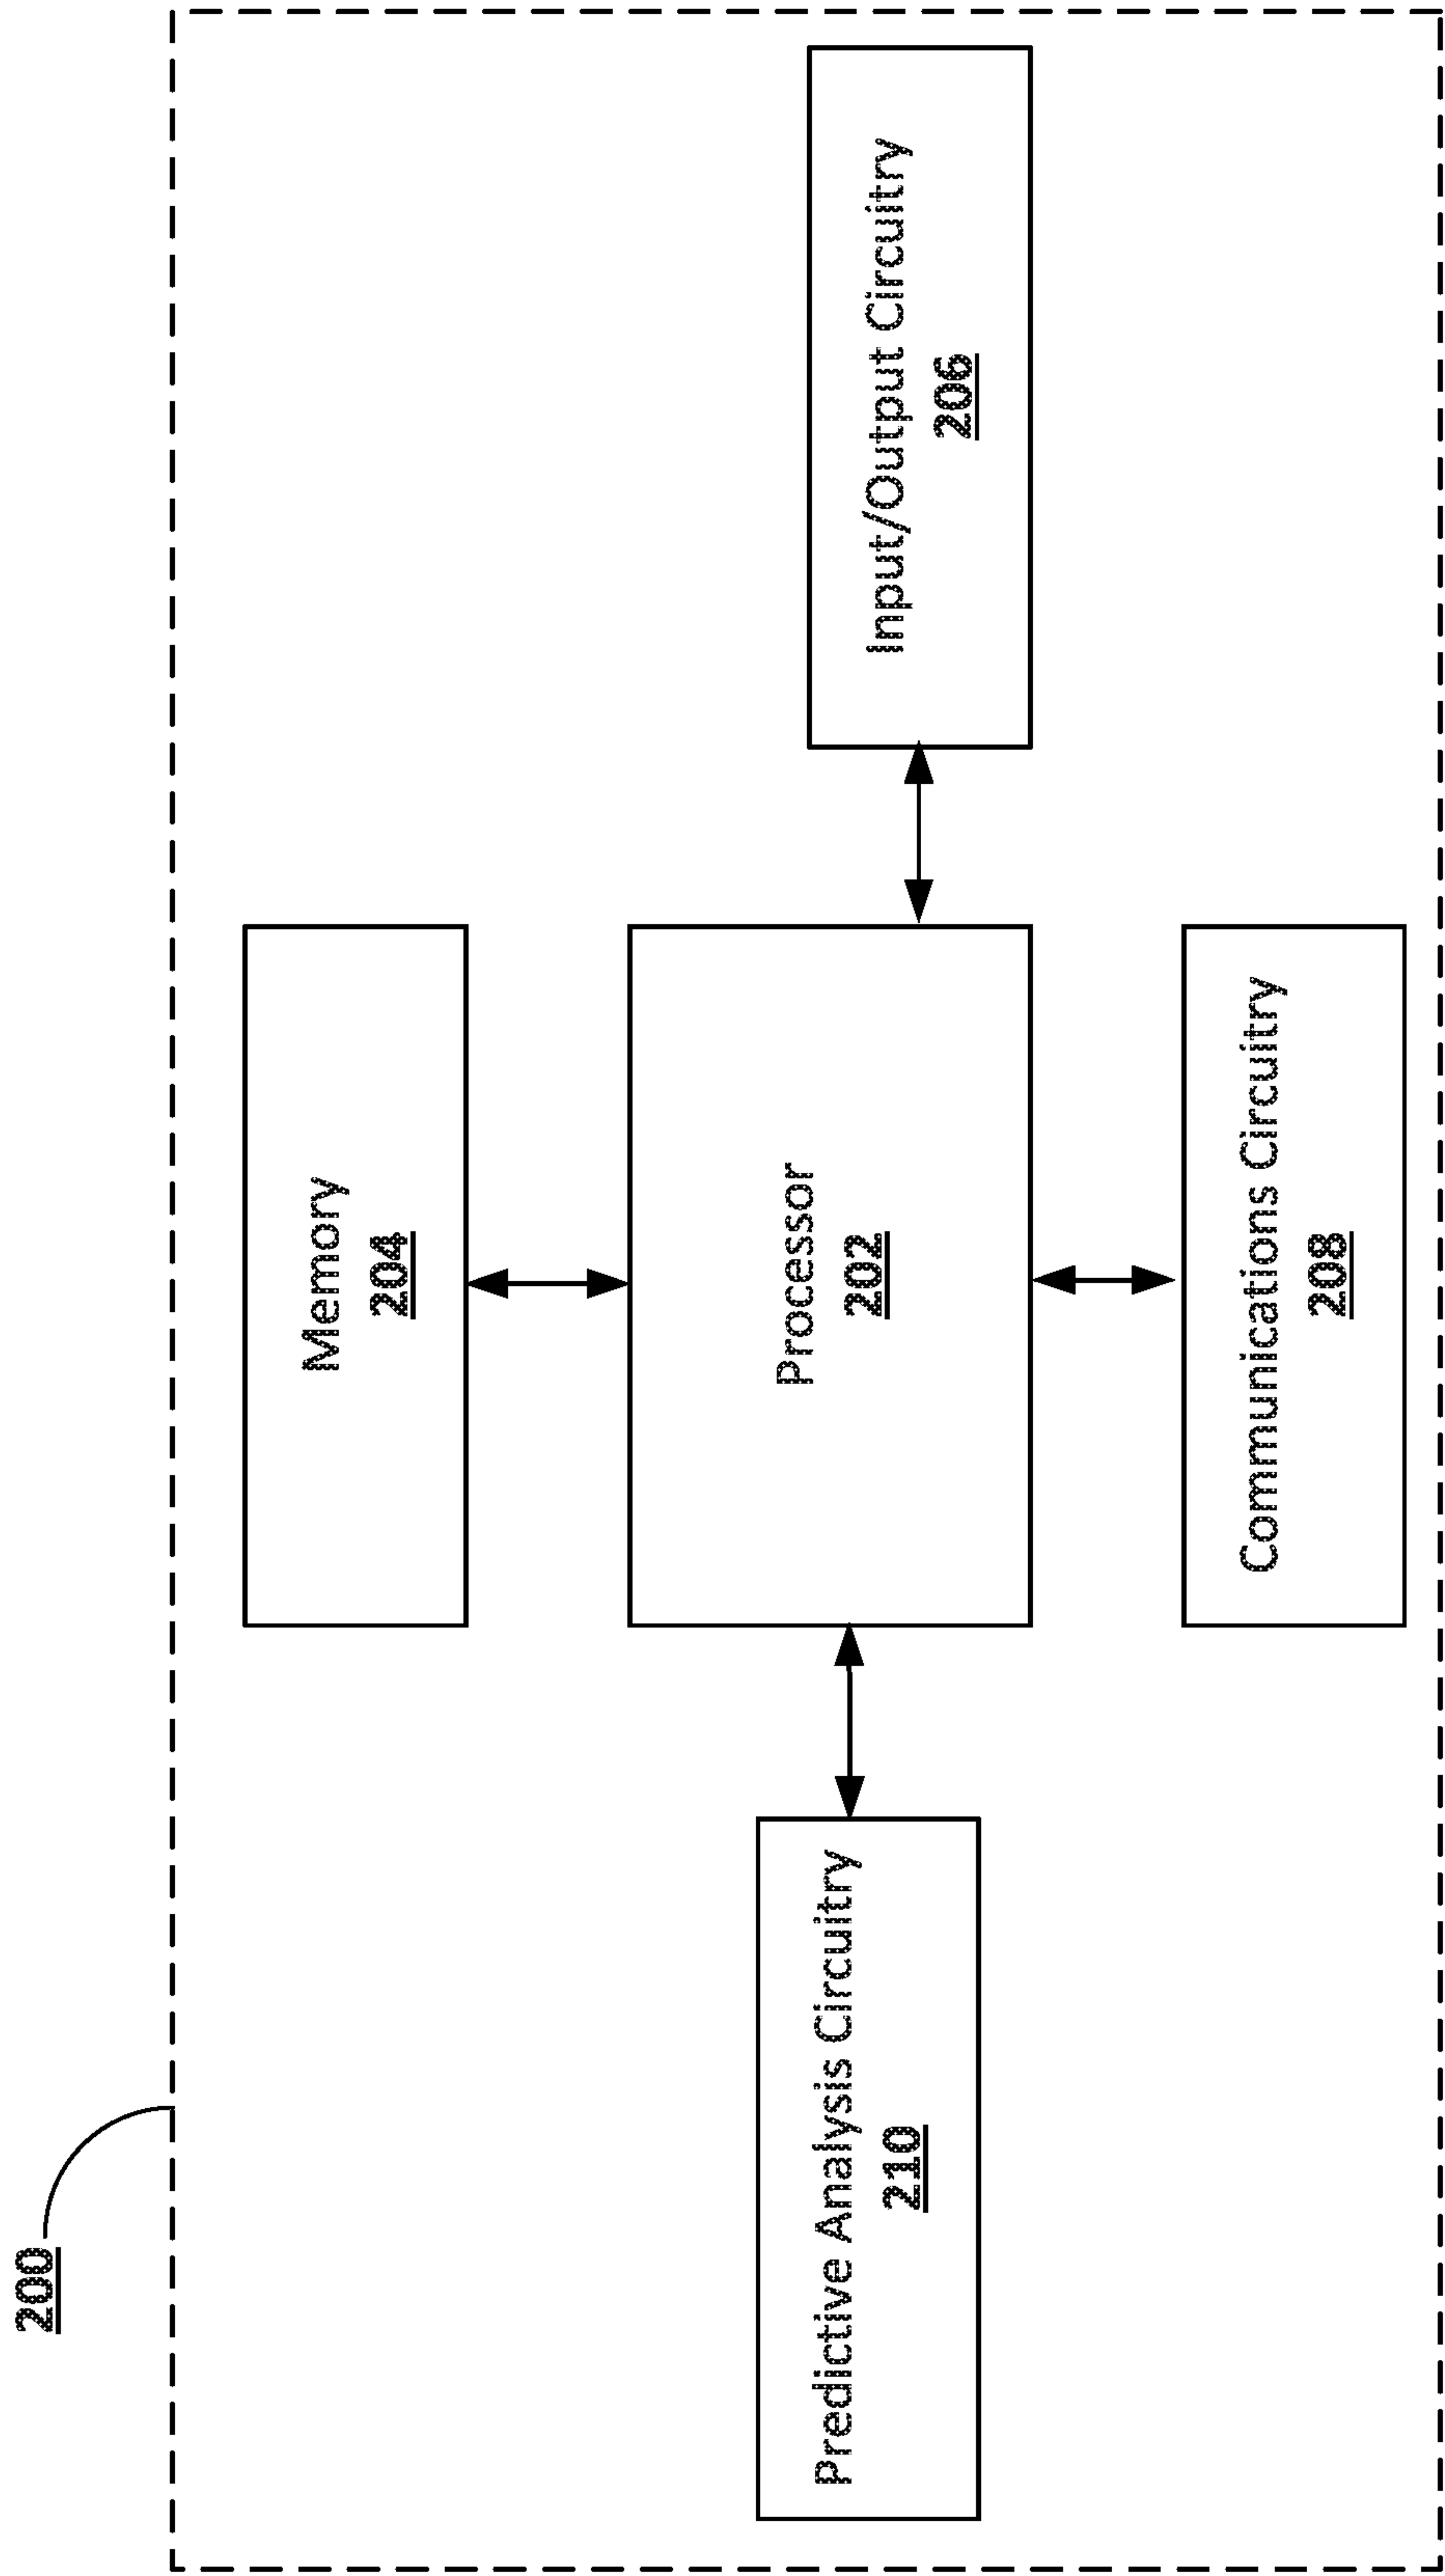 200
Memory
204
Predictive Analysis Circuitry
210
Processor
202
Input/Output Circuitry
206
Communications Circuitry
208